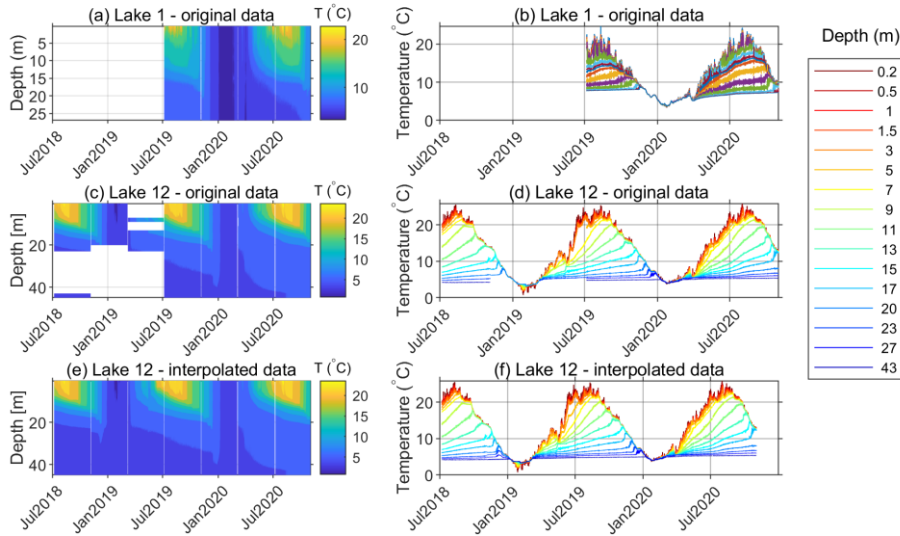 (a) Lake 1 - original data
T (°C)
Depth (m)
5
10
15
20
25
20
15
10
5
Jul2018
Jan2019
Jul2019
Jan2020
Jul2020
(b) Lake 1 - original data
Temperature (°C)
20
10
0
Jul2018
Jan2019
Jul2019
Jan2020
Jul2020
(c) Lake 12 - original data
T (°C)
Depth [m]
20
40
20
15
10
5
Jul2018
Jan2019
Jul2019
Jan2020
Jul2020
(d) Lake 12 - original data
Temperature (°C)
20
10
0
Jul2018
Jan2019
Jul2019
Jan2020
Jul2020
(e) Lake 12 - interpolated data
T (°C)
Depth [m]
20
40
20
15
10
5
Jul2018
Jan2019
Jul2019
Jan2020
Jul2020
(f) Lake 12 - interpolated data
Temperature (°C)
20
10
0
Jul2018
Jan2019
Jul2019
Jan2020
Jul2020
Depth (m)
0.2
0.5
1
1.5
3
5
7
9
11
13
15
17
20
23
27
43